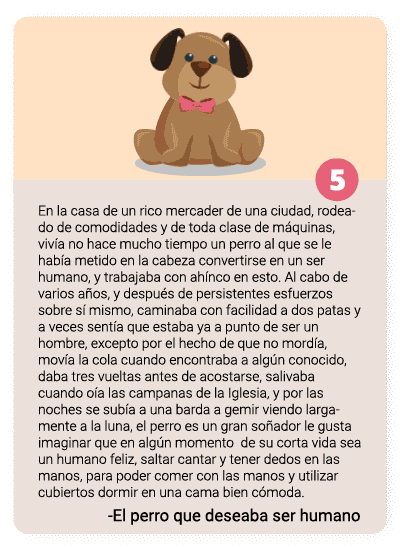 5
En la casa de un rico mercader de una ciudad, rodea-
do de comodidades y de toda clase de máquinas,
vivía no hace mucho tiempo un perro al que se le
había metido en la cabeza convertirse en un ser
humano, y trabajaba con ahínco en esto. Al cabo de
varios años, y después de persistentes esfuerzos
sobre sí mismo, caminaba con facilidad a dos patas y
a veces sentía que estaba ya a punto de ser un
hombre, excepto por el hecho de que no mordía,
movía la cola cuando encontraba a algún conocido,
daba tres vueltas antes de acostarse, salivaba
cuando oía las campanas de la Iglesia, y por las
noches se subía a una barda a gemir viendo larga-
mente a la luna, el perro es un gran soñador le gusta
imaginar que en algún momento de su corta vida sea
un humano feliz, saltar cantar y tener dedos en las
manos, para poder comer con las manos y utilizar
cubiertos dormir en una cama bien cómoda.
-El perro que deseaba ser humano